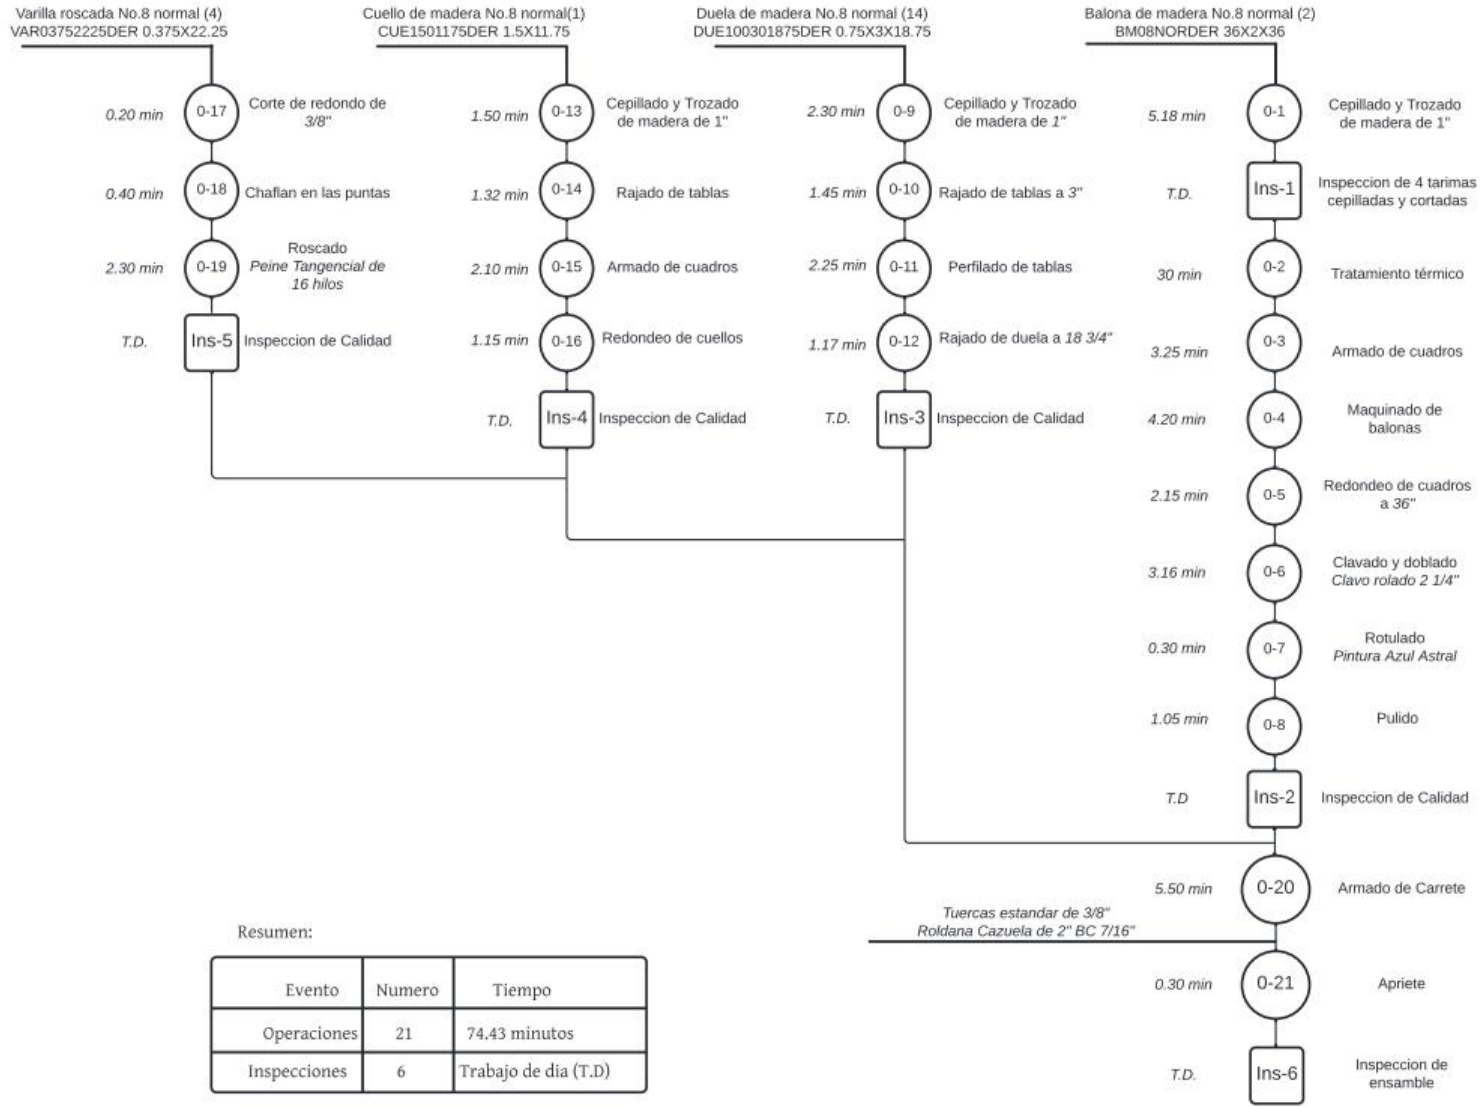 Varilla roscada No.8 normal (4)
VAR03752225DER 0.375X22.25
0.20 min
0-17
Corte de redondo de
3/8"
0.40 min
0-18
Chaflan en las puntas
2.30 min
0-19
Roscado
Peine Tangencial de
16 hilos
T.D.
Ins-5
Inspeccion de Calidad
Cuello de madera No.8 normal(1)
CUE1501175DER 1.5X11.75
1.50 min
0-13
Cepillado y Trozado
de madera de 1"
1.32 min
0-14
Rajado de tablas
2.10 min
0-15
Armado de cuadros
1.15 min
0-16
Redondeo de cuellos
T.D.
Ins-4
Inspeccion de Calidad
Duela de madera No.8 normal (14)
DUE100301875DER 0.75X3X18.75
2.30 min
0-9
Cepillado y Trozado
de madera de 1"
1.45 min
0-10
Rajado de tablas a 3"
2.25 min
0-11
Perfilado de tablas
1.17 min
0-12
Rajado de duela a 18 3/4"
T.D.
Ins-3
Inspeccion de Calidad
Balona de madera No.8 normal (2)
BM08NORDER 36X2X36
5.18 min
0-1
Cepillado y Trozado
de madera de 1"
T.D.
Ins-1
Inspeccion de 4 tarimas
cepilladas y cortadas
30 min
0-2
Tratamiento térmico
3.25 min
0-3
Armado de cuadros
4.20 min
0-4
Maquinado de
balonas
2.15 min
0-5
Redondeo de cuadros
a 36"
3.16 min
0-6
Clavado y doblado
Clavo rolado 2 1/4"
0.30 min
0-7
Rotulado
Pintura Azul Astral
1.05 min
0-8
Pulido
T.D
Ins-2
Inspeccion de Calidad
5.50 min
0-20
Armado de Carrete
Tuercas estandar de 3/8"
Roldana Cazuela de 2" BC 7/16"
0.30 min
0-21
Apriete
T.D.
Ins-6
Inspeccion de
ensamble
Resumen:
Evento Numero Tiempo
Operaciones 21 74.43 minutos
Inspecciones 6 Trabajo de dia (T.D)